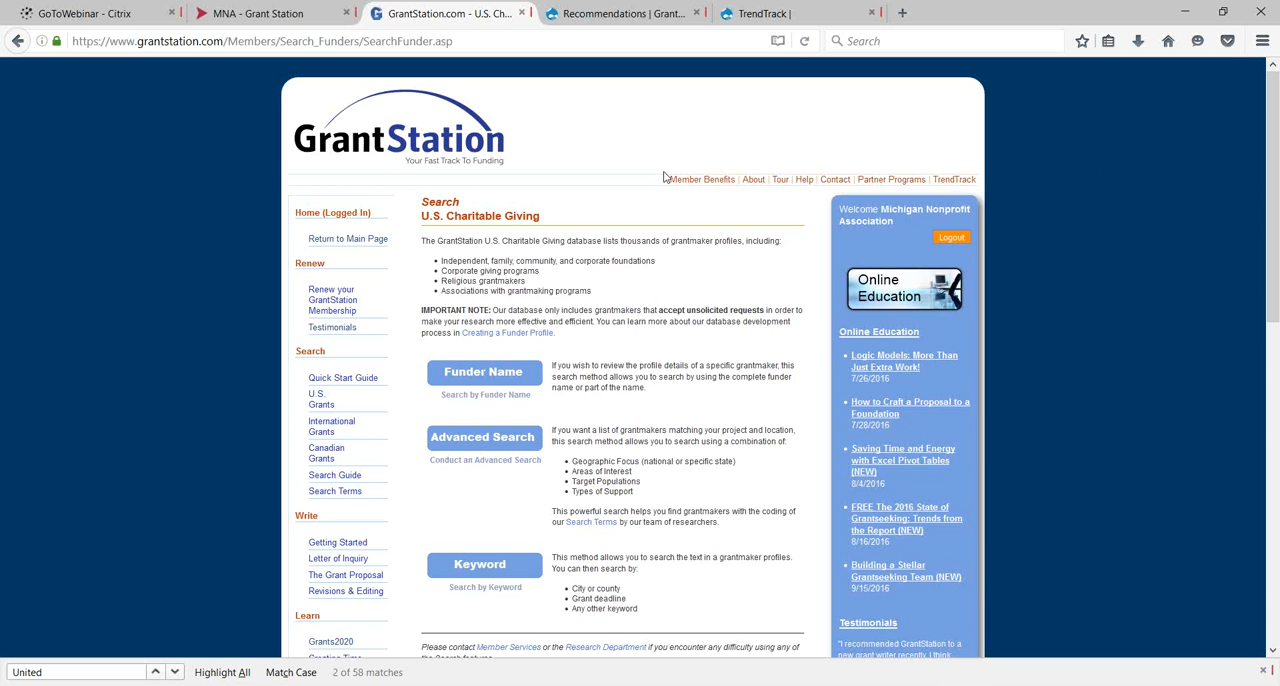 GoToWebinar - Citrix
MNA - Grant Station
GrantStation.com - U.S. Ch...
Recommendations | Grant...
TrendTrack |
https://www.grantstation.com/Members/Search_Funders/SearchFunder.asp
Search
GrantStation
Your Fast Track To Funding
Member Benefits | About | Tour | Help | Contact | Partner Programs | TrendTrack
Home (Logged In)
Return to Main Page
Renew
Renew your
GrantStation
Membership
Testimonials
Search
Quick Start Guide
U.S.
Grants
International
Grants
Canadian
Grants
Search Guide
Search Terms
Write
Getting Started
Letter of Inquiry
The Grant Proposal
Revisions & Editing
Learn
Grants2020
Search
U.S. Charitable Giving
The GrantStation U.S. Charitable Giving database lists thousands of grantmaker profiles, including:
• Independent, family, community, and corporate foundations
• Corporate giving programs
• Religious grantmakers
• Associations with grantmaking programs
IMPORTANT NOTE: Our database only includes grantmakers that accept unsolicited requests in order to
make your research more effective and efficient. You can learn more about our database development
process in Creating a Funder Profile.
Funder Name
Search by Funder Name
If you wish to review the profile details of a specific grantmaker, this
search method allows you to search by using the complete funder
name or part of the name.
Advanced Search
Conduct an Advanced Search
If you want a list of grantmakers matching your project and location,
this search method allows you to search using a combination of:
• Geographic Focus (national or specific state)
• Areas of Interest
• Target Populations
• Types of Support
This powerful search helps you find grantmakers with the coding of
our Search Terms by our team of researchers.
Keyword
Search by Keyword
This method allows you to search the text in a grantmaker profiles.
You can then search by:
• City or county
• Grant deadline
• Any other keyword
Please contact Member Services or the Research Department if you encounter any difficulty using any of
Welcome Michigan Nonprofit
Association
Logout
Online
Education
Online Education
• Logic Models: More Than
Just Extra Work!
7/26/2016
• How to Craft a Proposal to a
Foundation
7/28/2016
• Saving Time and Energy
with Excel Pivot Tables
(NEW)
8/4/2016
• FREE The 2016 State of
Grantseeking: Trends from
the Report (NEW)
8/16/2016
• Building a Stellar
Grantseeking Team (NEW)
9/15/2016
Testimonials
"I recommended GrantStation to a
new grant writer recently. I think
United
Highlight All
Match Case
2 of 58 matches